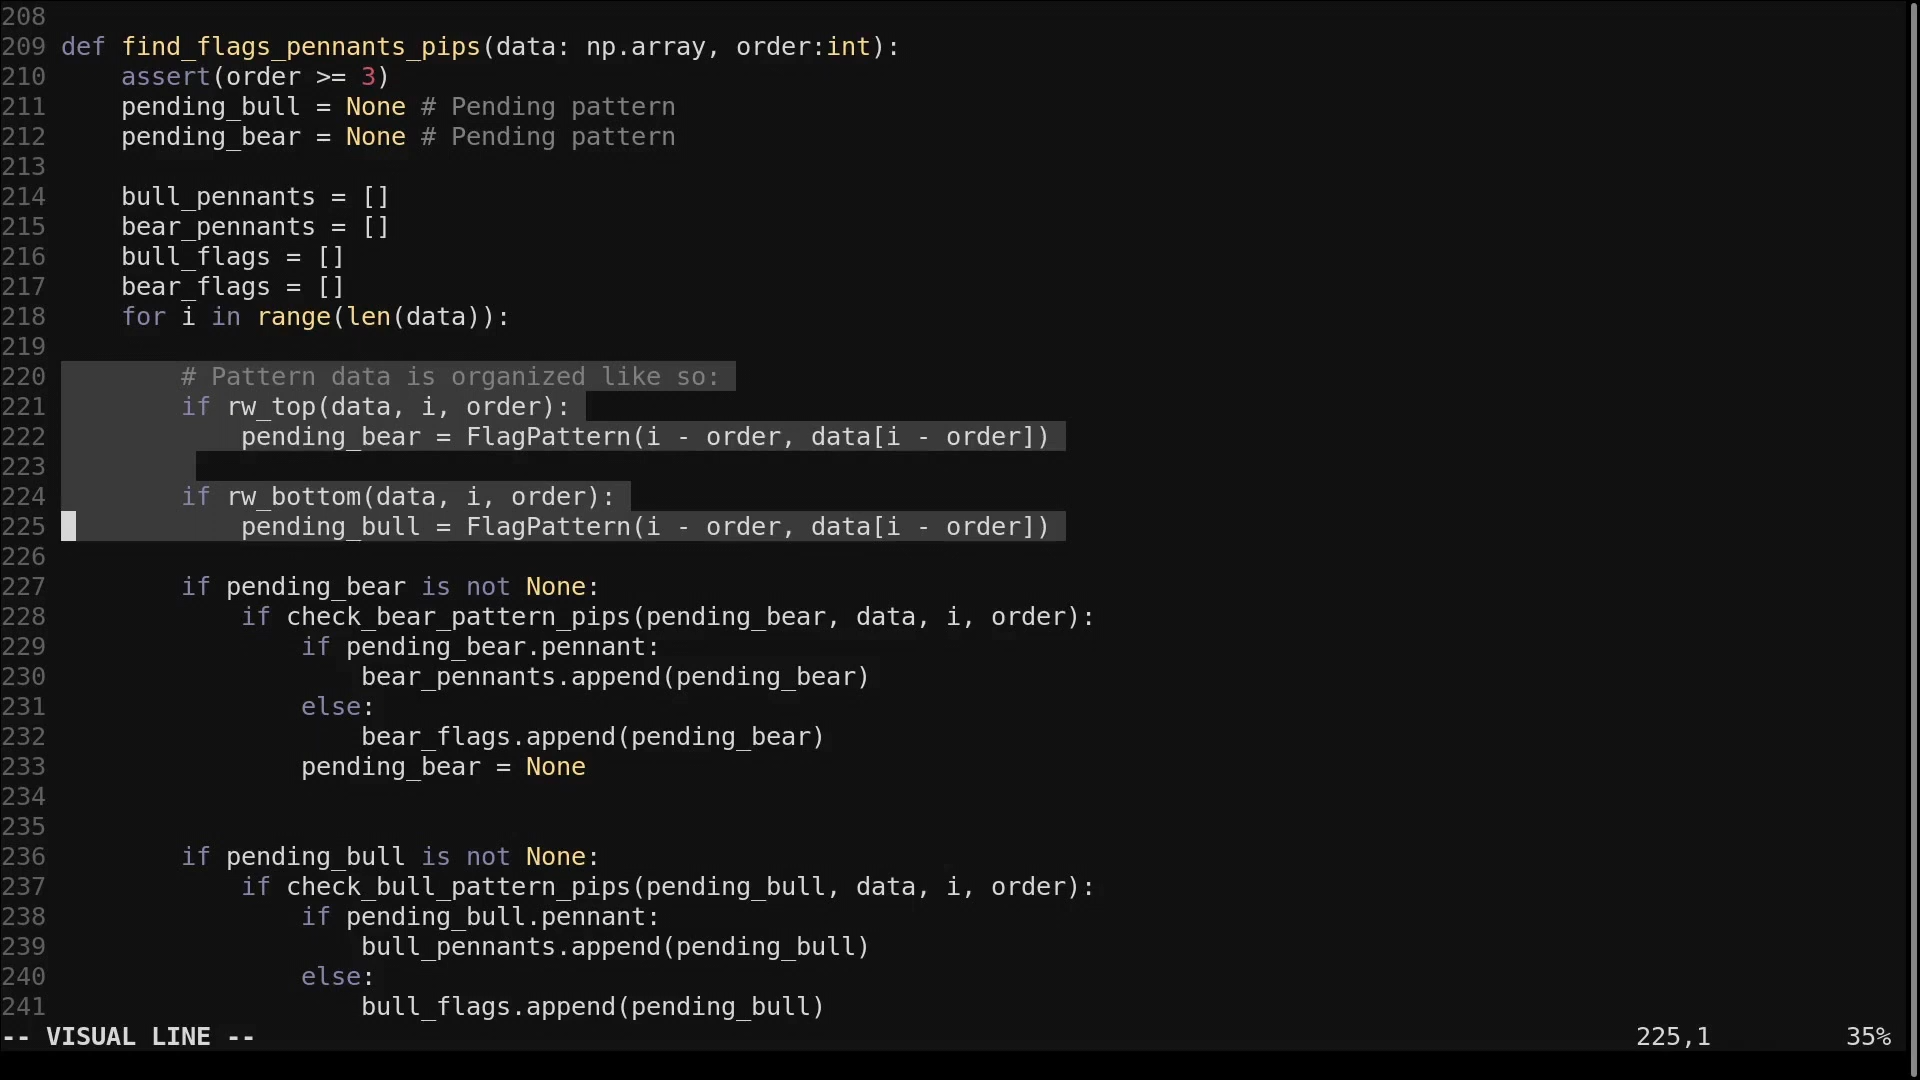 208
209 def find_flags_pennants_pips(data: np.array, order:int):
210     assert(order >= 3)
211     pending_bull = None # Pending pattern
212     pending_bear = None # Pending pattern
213
214     bull_pennants = []
215     bear_pennants = []
216     bull_flags = []
217     bear_flags = []
218     for i in range(len(data)):
219
220         # Pattern data is organized like so:
221         if rw_top(data, i, order):
222             pending_bear = FlagPattern(i - order, data[i - order])
223
224         if rw_bottom(data, i, order):
225             pending_bull = FlagPattern(i - order, data[i - order])
226
227         if pending_bear is not None:
228             if check_bear_pattern_pips(pending_bear, data, i, order):
229                 if pending_bear.pennant:
230                     bear_pennants.append(pending_bear)
231                 else:
232                     bear_flags.append(pending_bear)
233                 pending_bear = None
234
235
236         if pending_bull is not None:
237             if check_bull_pattern_pips(pending_bull, data, i, order):
238                 if pending_bull.pennant:
239                     bull_pennants.append(pending_bull)
240                 else:
241                     bull_flags.append(pending_bull)
-- VISUAL LINE -- 225,1 35%